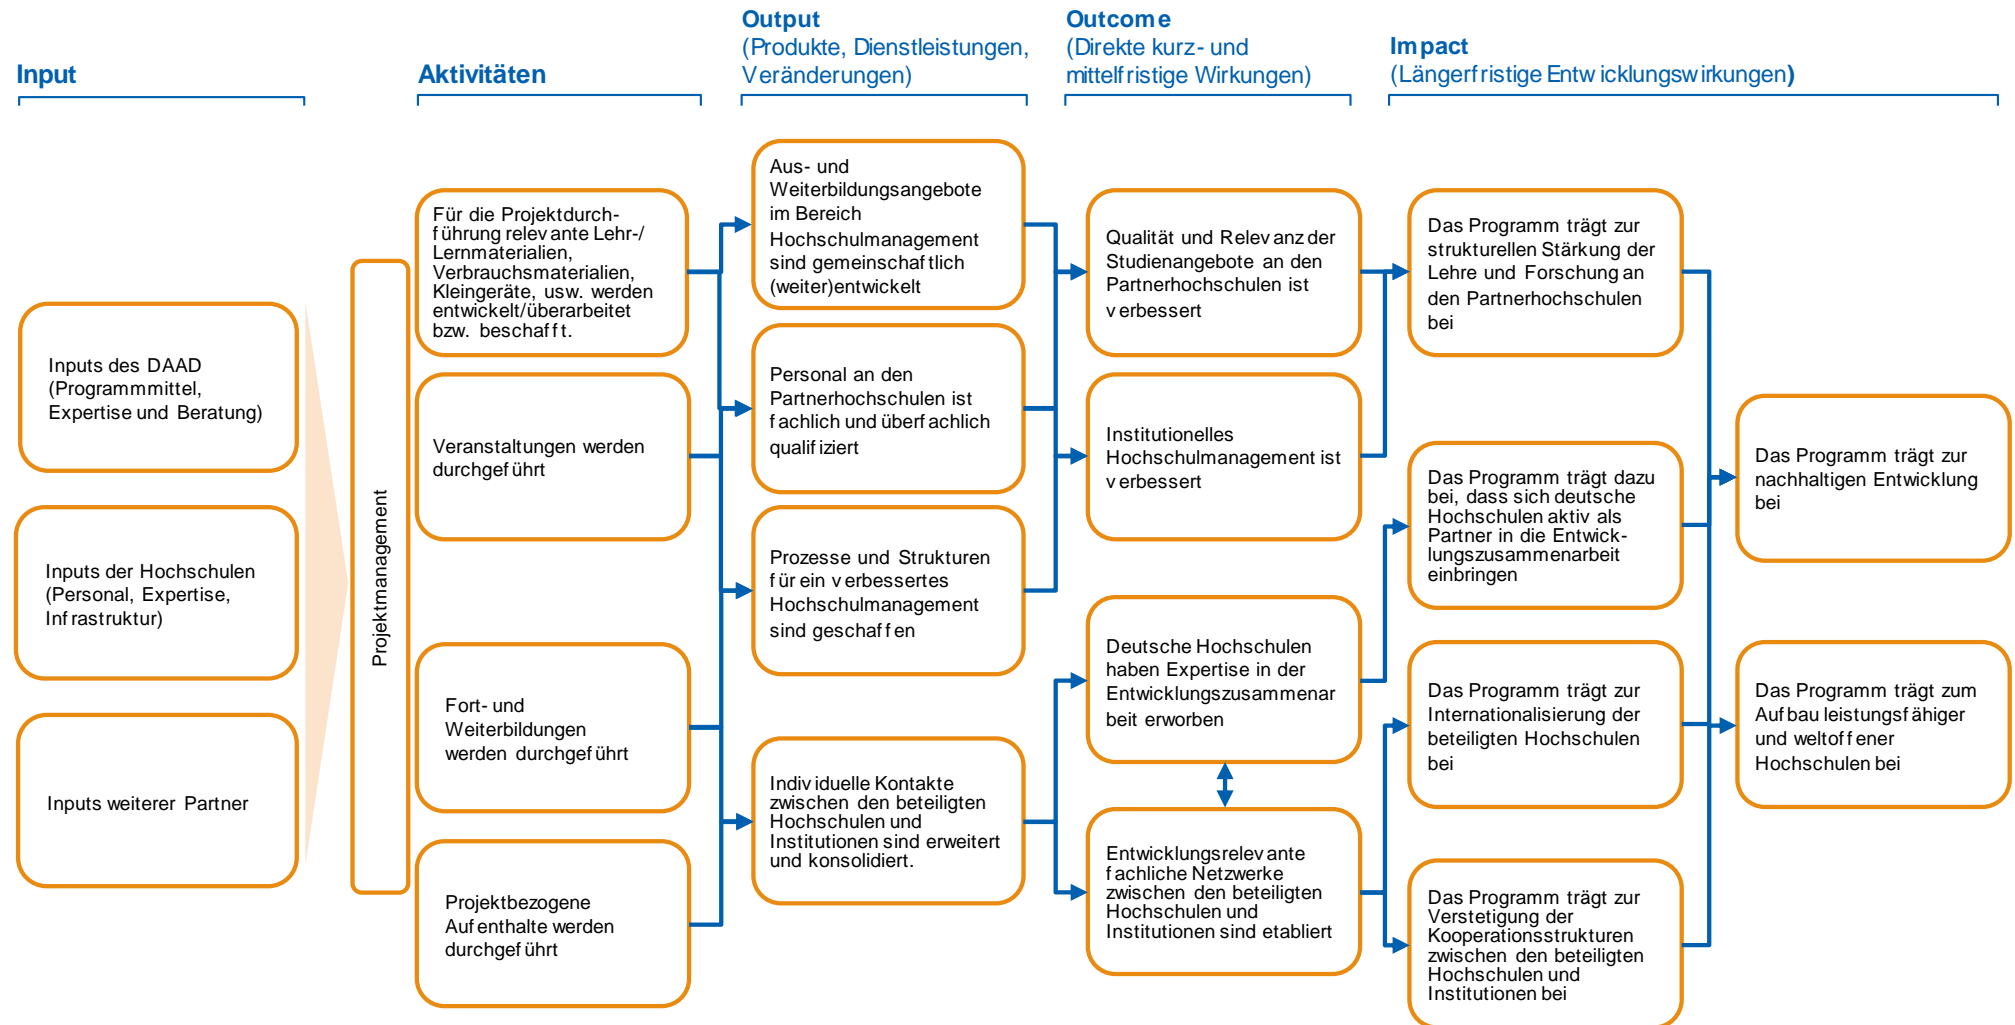 Input
Aktivitäten
Output
(Produkte, Dienstleistungen,
Veränderungen)
Outcome
(Direkte kurz- und
mittelfristige Wirkungen)
Impact
(Längerfristige Entwicklungswirkungen)
Inputs des DAAD
(Programmmittel,
Expertise und Beratung)
Inputs der Hochschulen
(Personal, Expertise,
Infrastruktur)
Inputs weiterer Partner
Projektmanagement
Für die Projektdurch-
führung relevante Lehr-/
Lernmaterialien,
Verbrauchsmaterialien,
Kleingeräte, usw. werden
entwickelt/überarbeitet
bzw. beschafft.
Veranstaltungen werden
durchgeführt
Fort- und
Weiterbildungen
werden durchgeführt
Projektbezogene
Aufenthalte werden
durchgeführt
Aus- und
Weiterbildungsangebote
im Bereich
Hochschulmanagement
sind gemeinschaftlich
(weiter)entwickelt
Personal an den
Partnerhochschulen ist
fachlich und überfachlich
qualifiziert
Prozesse und Strukturen
für ein verbessertes
Hochschulmanagement
sind geschaffen
Individuelle Kontakte
zwischen den beteiligten
Hochschulen und
Institutionen sind erweitert
und konsolidiert.
Qualität und Relevanz der
Studienangebote an den
Partnerhochschulen ist
verbessert
Institutionelles
Hochschulmanagement ist
verbessert
Deutsche Hochschulen
haben Expertise in der
Entwicklungszusammenar
beit erworben
Entwicklungsrelevante
fachliche Netzwerke
zwischen den beteiligten
Hochschulen und
Institutionen sind etabliert
Das Programm trägt zur
strukturellen Stärkung der
Lehre und Forschung an
den Partnerhochschulen
bei
Das Programm trägt dazu
bei, dass sich deutsche
Hochschulen aktiv als
Partner in die Entwick-
lungszusammenarbeit
einbringen
Das Programm trägt zur
Internationalisierung der
beteiligten Hochschulen
bei
Das Programm trägt zur
Verstetigung der
Kooperationsstrukturen
zwischen den beteiligten
Hochschulen und
Institutionen bei
Das Programm trägt zur
nachhaltigen Entwicklung
bei
Das Programm trägt zum
Aufbau leistungsfähiger
und weltoffener
Hochschulen bei